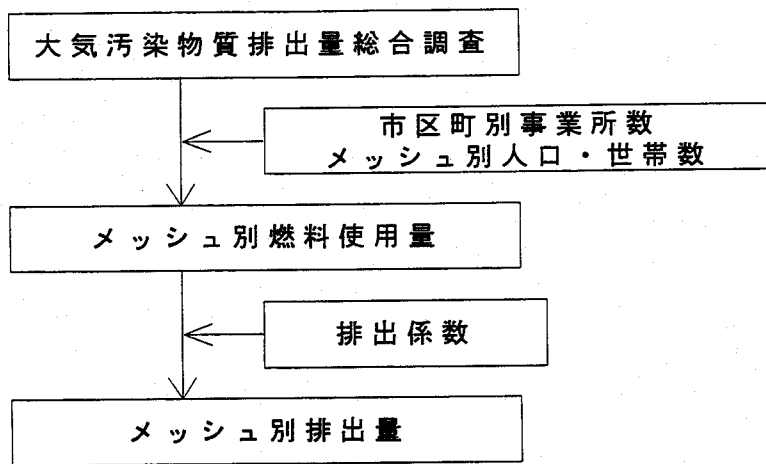 大気汚染物質排出量総合調査
市区町別事業所数
メッシュ別人口・世帯数
メッシュ別燃料使用量
排出係数
メッシュ別排出量